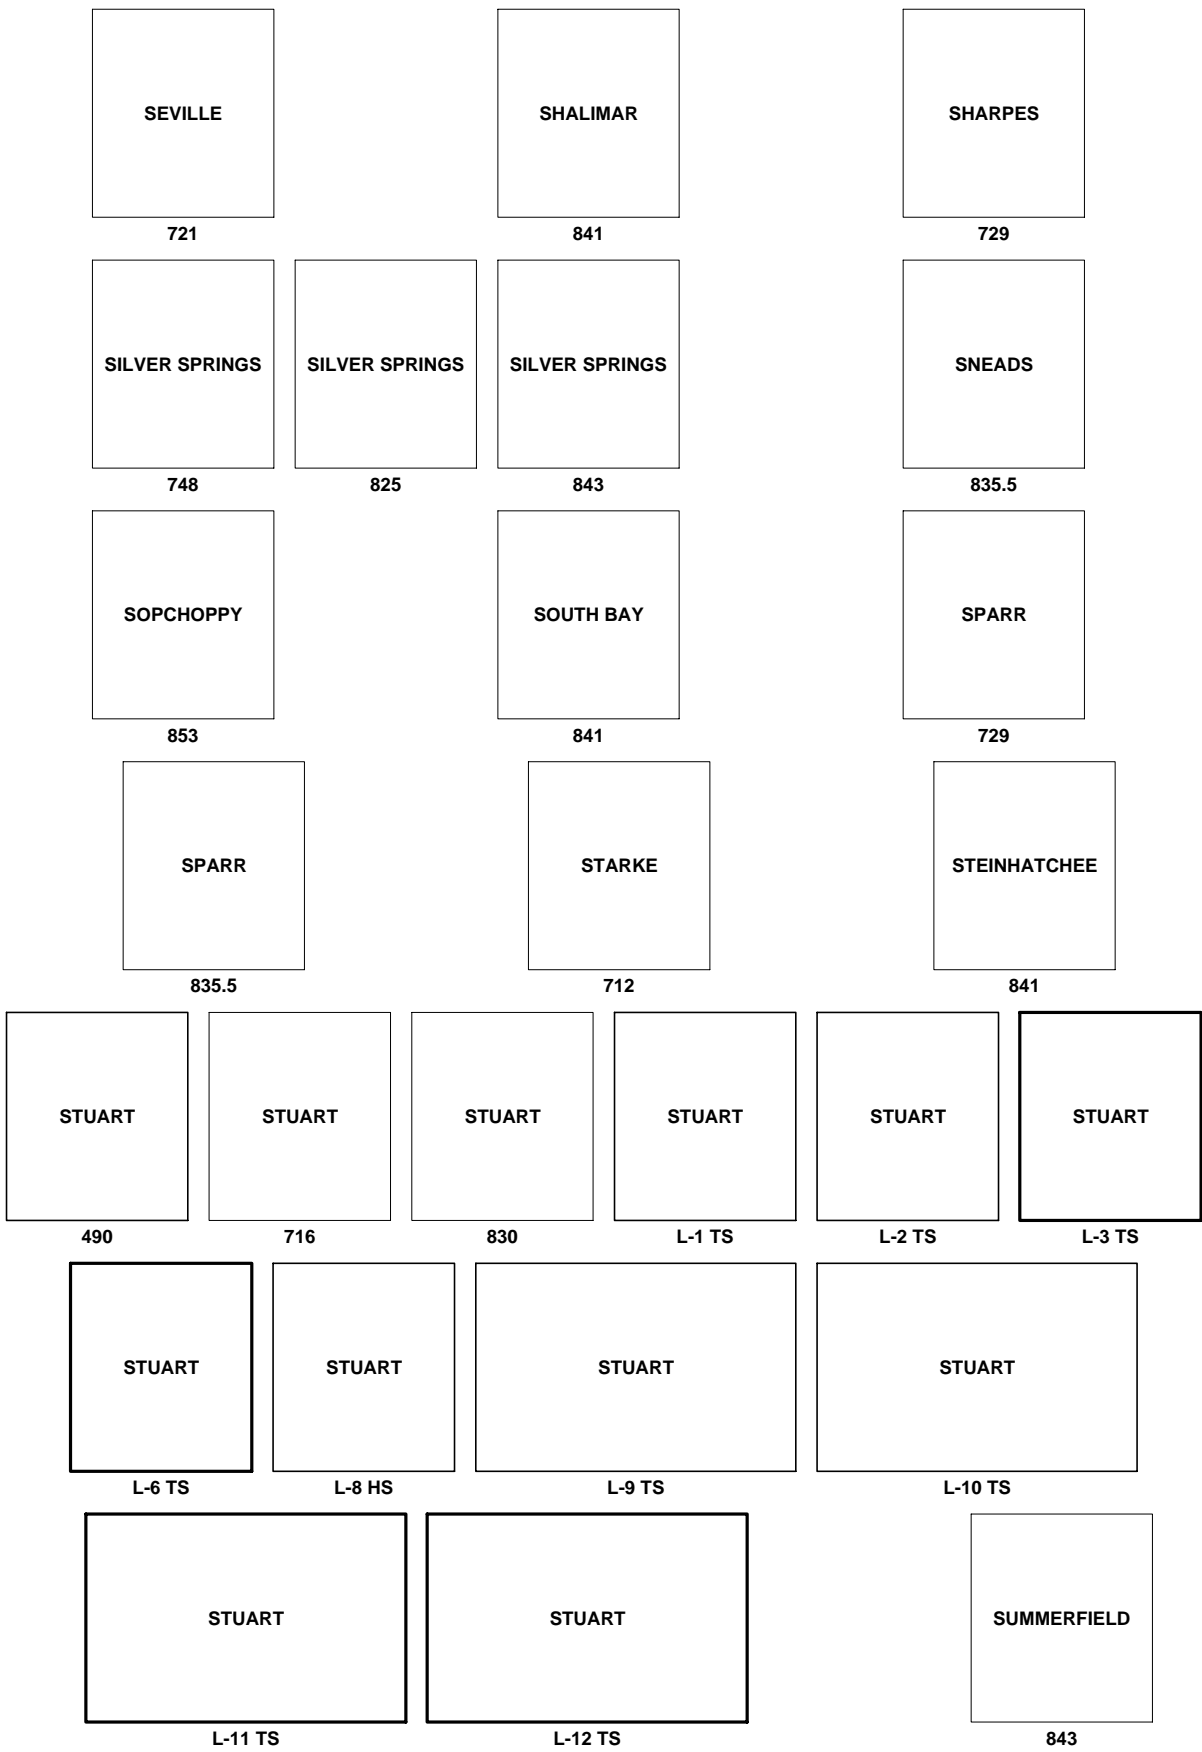 SEVILLE
SHALIMAR
SHARPES
721
841
729
SILVER SPRINGS
SILVER SPRINGS
SILVER SPRINGS
SNEADS
748
825
843
835.5
SOPCHOPPY
SOUTH BAY
SPARR
853
841
729
SPARR
STARKE
STEINHATCHEE
835.5
712
841
STUART
STUART
STUART
STUART
STUART
STUART
490
716
830
L-1 TS
L-2 TS
L-3 TS
STUART
STUART
STUART
STUART
L-6 TS
L-8 HS
L-9 TS
L-10 TS
STUART
STUART
SUMMERFIELD
L-11 TS
L-12 TS
843